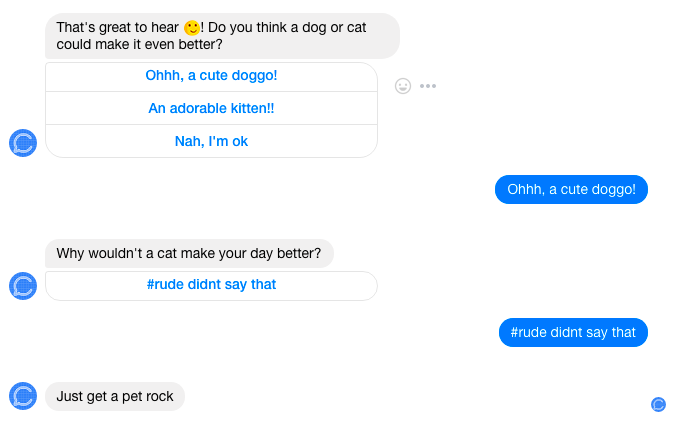 That's great to hear 🙂! Do you think a dog or cat
could make it even better?
Ohhh, a cute doggo!
An adorable kitten!!
Nah, I'm ok
Ohhh, a cute doggo!
Why wouldn't a cat make your day better?
#rude didnt say that
#rude didnt say that
Just get a pet rock